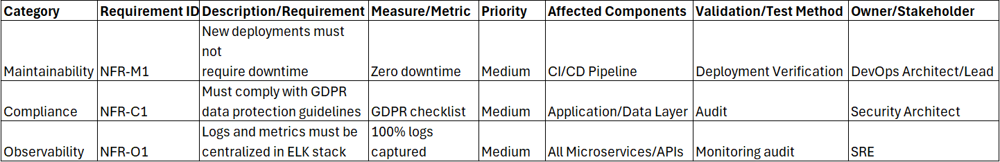 Category Requirement ID Description/Requirement Measure/Metric Priority Affected Components Validation/Test Method Owner/Stakeholder
New deployments must
not
Maintainability NFR-M1 require downtime Zero downtime Medium CI/CD Pipeline Deployment Verification DevOps Architect/Lead
Must comply with GDPR
Compliance NFR-C1 data protection guidelines GDPR checklist Medium Application/Data Layer Audit Security Architect
Logs and metrics must be 100% logs
Observability NFR-O1 centralized in ELK stack captured Medium All Microservices/APIs Monitoring audit SRE